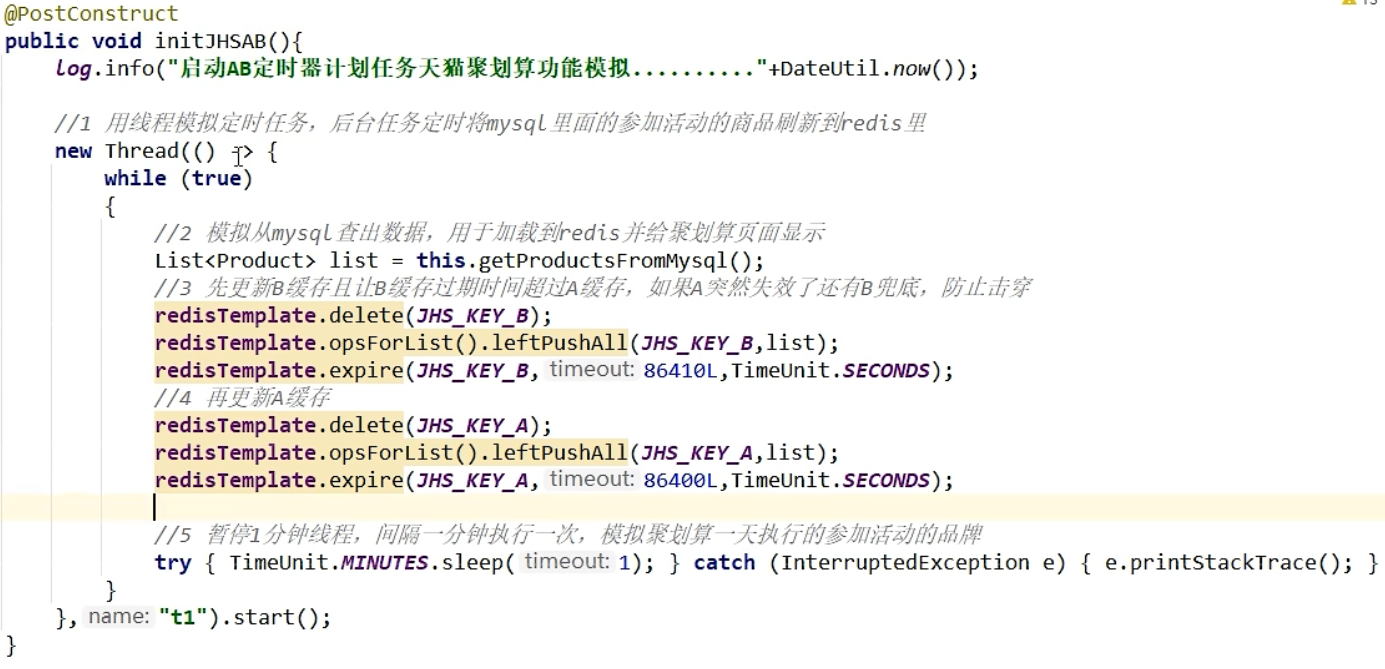 @PostConstruct
public void initJHSAB(){
log.info("启动AB定时器计划任务天猫聚划算功能模拟.........."+DateUtil.now());
//1 用线程模拟定时任务，后台任务定时将mysql里面的参加活动的商品刷新到redis里
new Thread(() -> {
while (true)
{
//2 模拟从mysql查出数据，用于加载到redis并给聚划算页面显示
List<Product> list = this.getProductsFromMysql();
//3 先更新B缓存且让B缓存过期时间超过A缓存，如果A突然失效了还有B兜底，防止击穿
redisTemplate.delete(JHS_KEY_B);
redisTemplate.opsForList().leftPushAll(JHS_KEY_B,list);
redisTemplate.expire(JHS_KEY_B, timeout: 86410L,TimeUnit.SECONDS);
//4 再更新A缓存
redisTemplate.delete(JHS_KEY_A);
redisTemplate.opsForList().leftPushAll(JHS_KEY_A,list);
redisTemplate.expire(JHS_KEY_A, timeout: 86400L,TimeUnit.SECONDS);
//5 暂停1分钟线程，间隔一分钟执行一次，模拟聚划算一天执行的参加活动的品牌
try { TimeUnit.MINUTES.sleep( timeout: 1); } catch (InterruptedException e) { e.printStackTrace(); }
}
}, name: "t1").start();
}